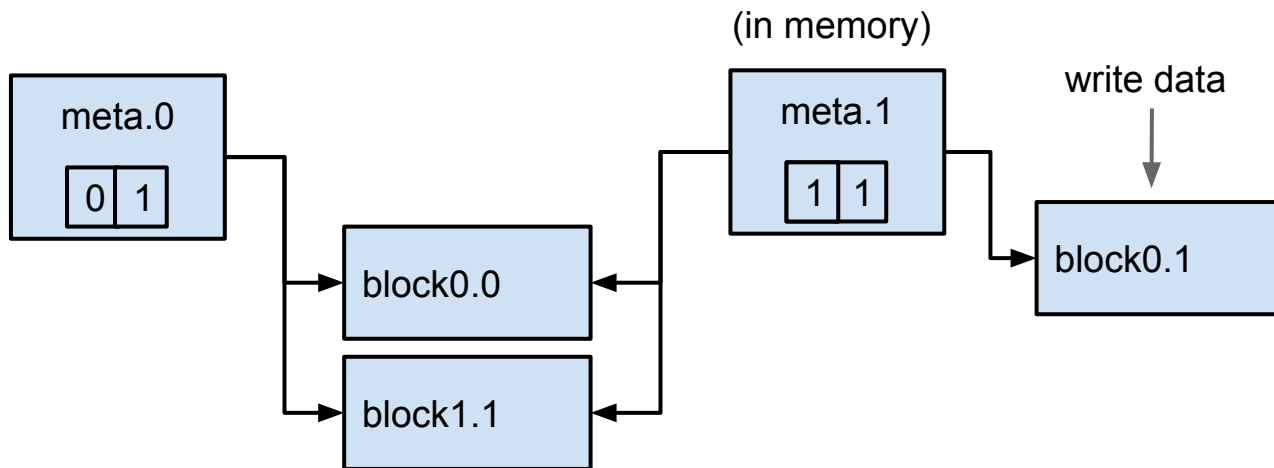 (in memory)
meta.0
0 1
meta.1
1 1
write data
block0.0
block0.1
block1.1